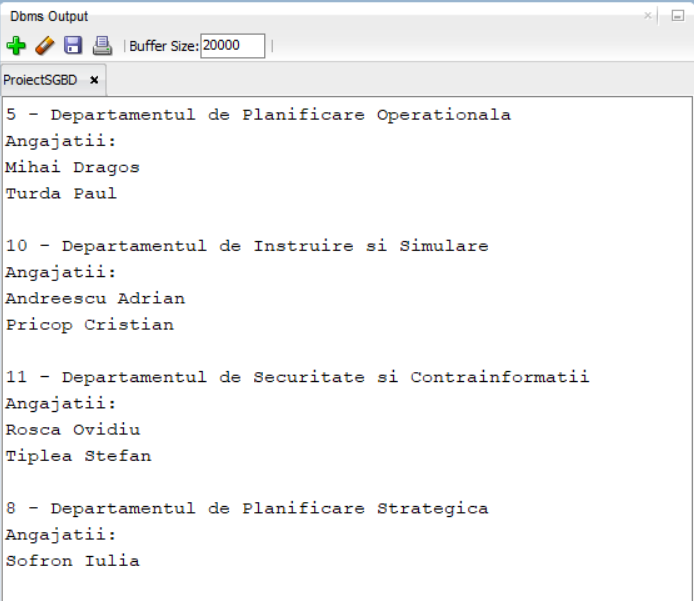 Dbms Output
Buffer Size: 20000
ProiectSGBD
5 - Departamentul de Planificare Operationala
Angajatii:
Mihai Dragos
Turda Paul
10 - Departamentul de Instruire si Simulare
Angajatii:
Andreescu Adrian
Pricop Cristian
11 - Departamentul de Securitate si Contrainformatii
Angajatii:
Rosca Ovidiu
Tiplea Stefan
8 - Departamentul de Planificare Strategica
Angajatii:
Sofron Iulia